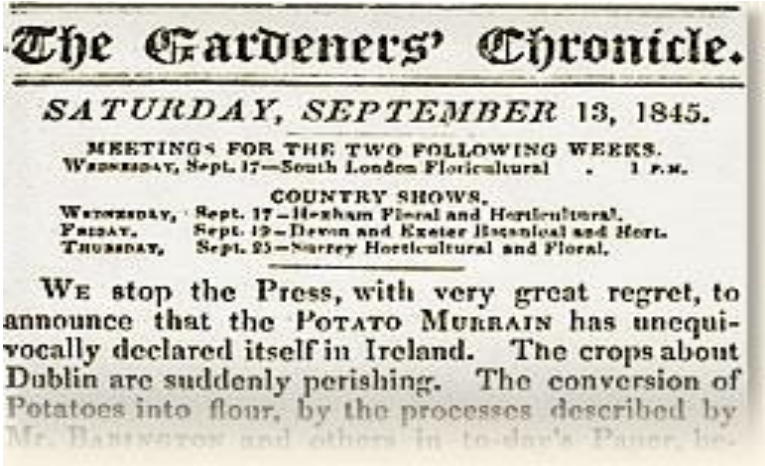 The Gardeners' Chronicle.
SATURDAY, SEPTEMBER 13, 1845.
MEETINGS FOR THE TWO FOLLOWING WEEKS.
WEDNESDAY, Sept. 17—South London Floricultural . 1 P.M.
COUNTRY SHOWS.
WEDNESDAY, Sept. 17—Hexham Floral and Horticultural.
FRIDAY, Sept. 19—Devon and Exeter Botanical and Hort.
THURSDAY, Sept. 25—Surrey Horticultural and Floral.
WE stop the Press, with very great regret, to
announce that the POTATO MURRAIN has unequi-
vocally declared itself in Ireland. The crops about
Dublin are suddenly perishing. The conversion of
Potatoes into flour, by the processes described by
Mr. BABINGTON and others in to-day's Paper, be-